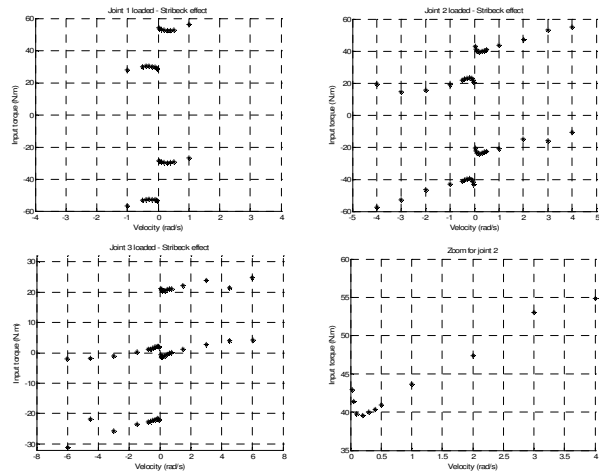 Joint 1 loaded - Stribeck effect
60
40
20
0
-20
-40
-60
Input torque (N.m)
-4 -3 -2 -1 0 1 2 3 4
Velocity (rad/s)
Joint 2 loaded - Stribeck effect
60
40
20
0
-20
-40
-60
Input torque (N.m)
-5 -4 -3 -2 -1 0 1 2 3 4 5
Velocity (rad/s)
Joint 3 loaded - Stribeck effect
30
20
10
0
-10
-20
-30
Input torque (N.m)
-8 -6 -4 -2 0 2 4 6 8
Velocity (rad/s)
Zoom for joint 2
60
55
50
45
40
35
Input torque (N.m)
0 0.5 1 1.5 2 2.5 3 3.5 4
Velocity (rad/s)